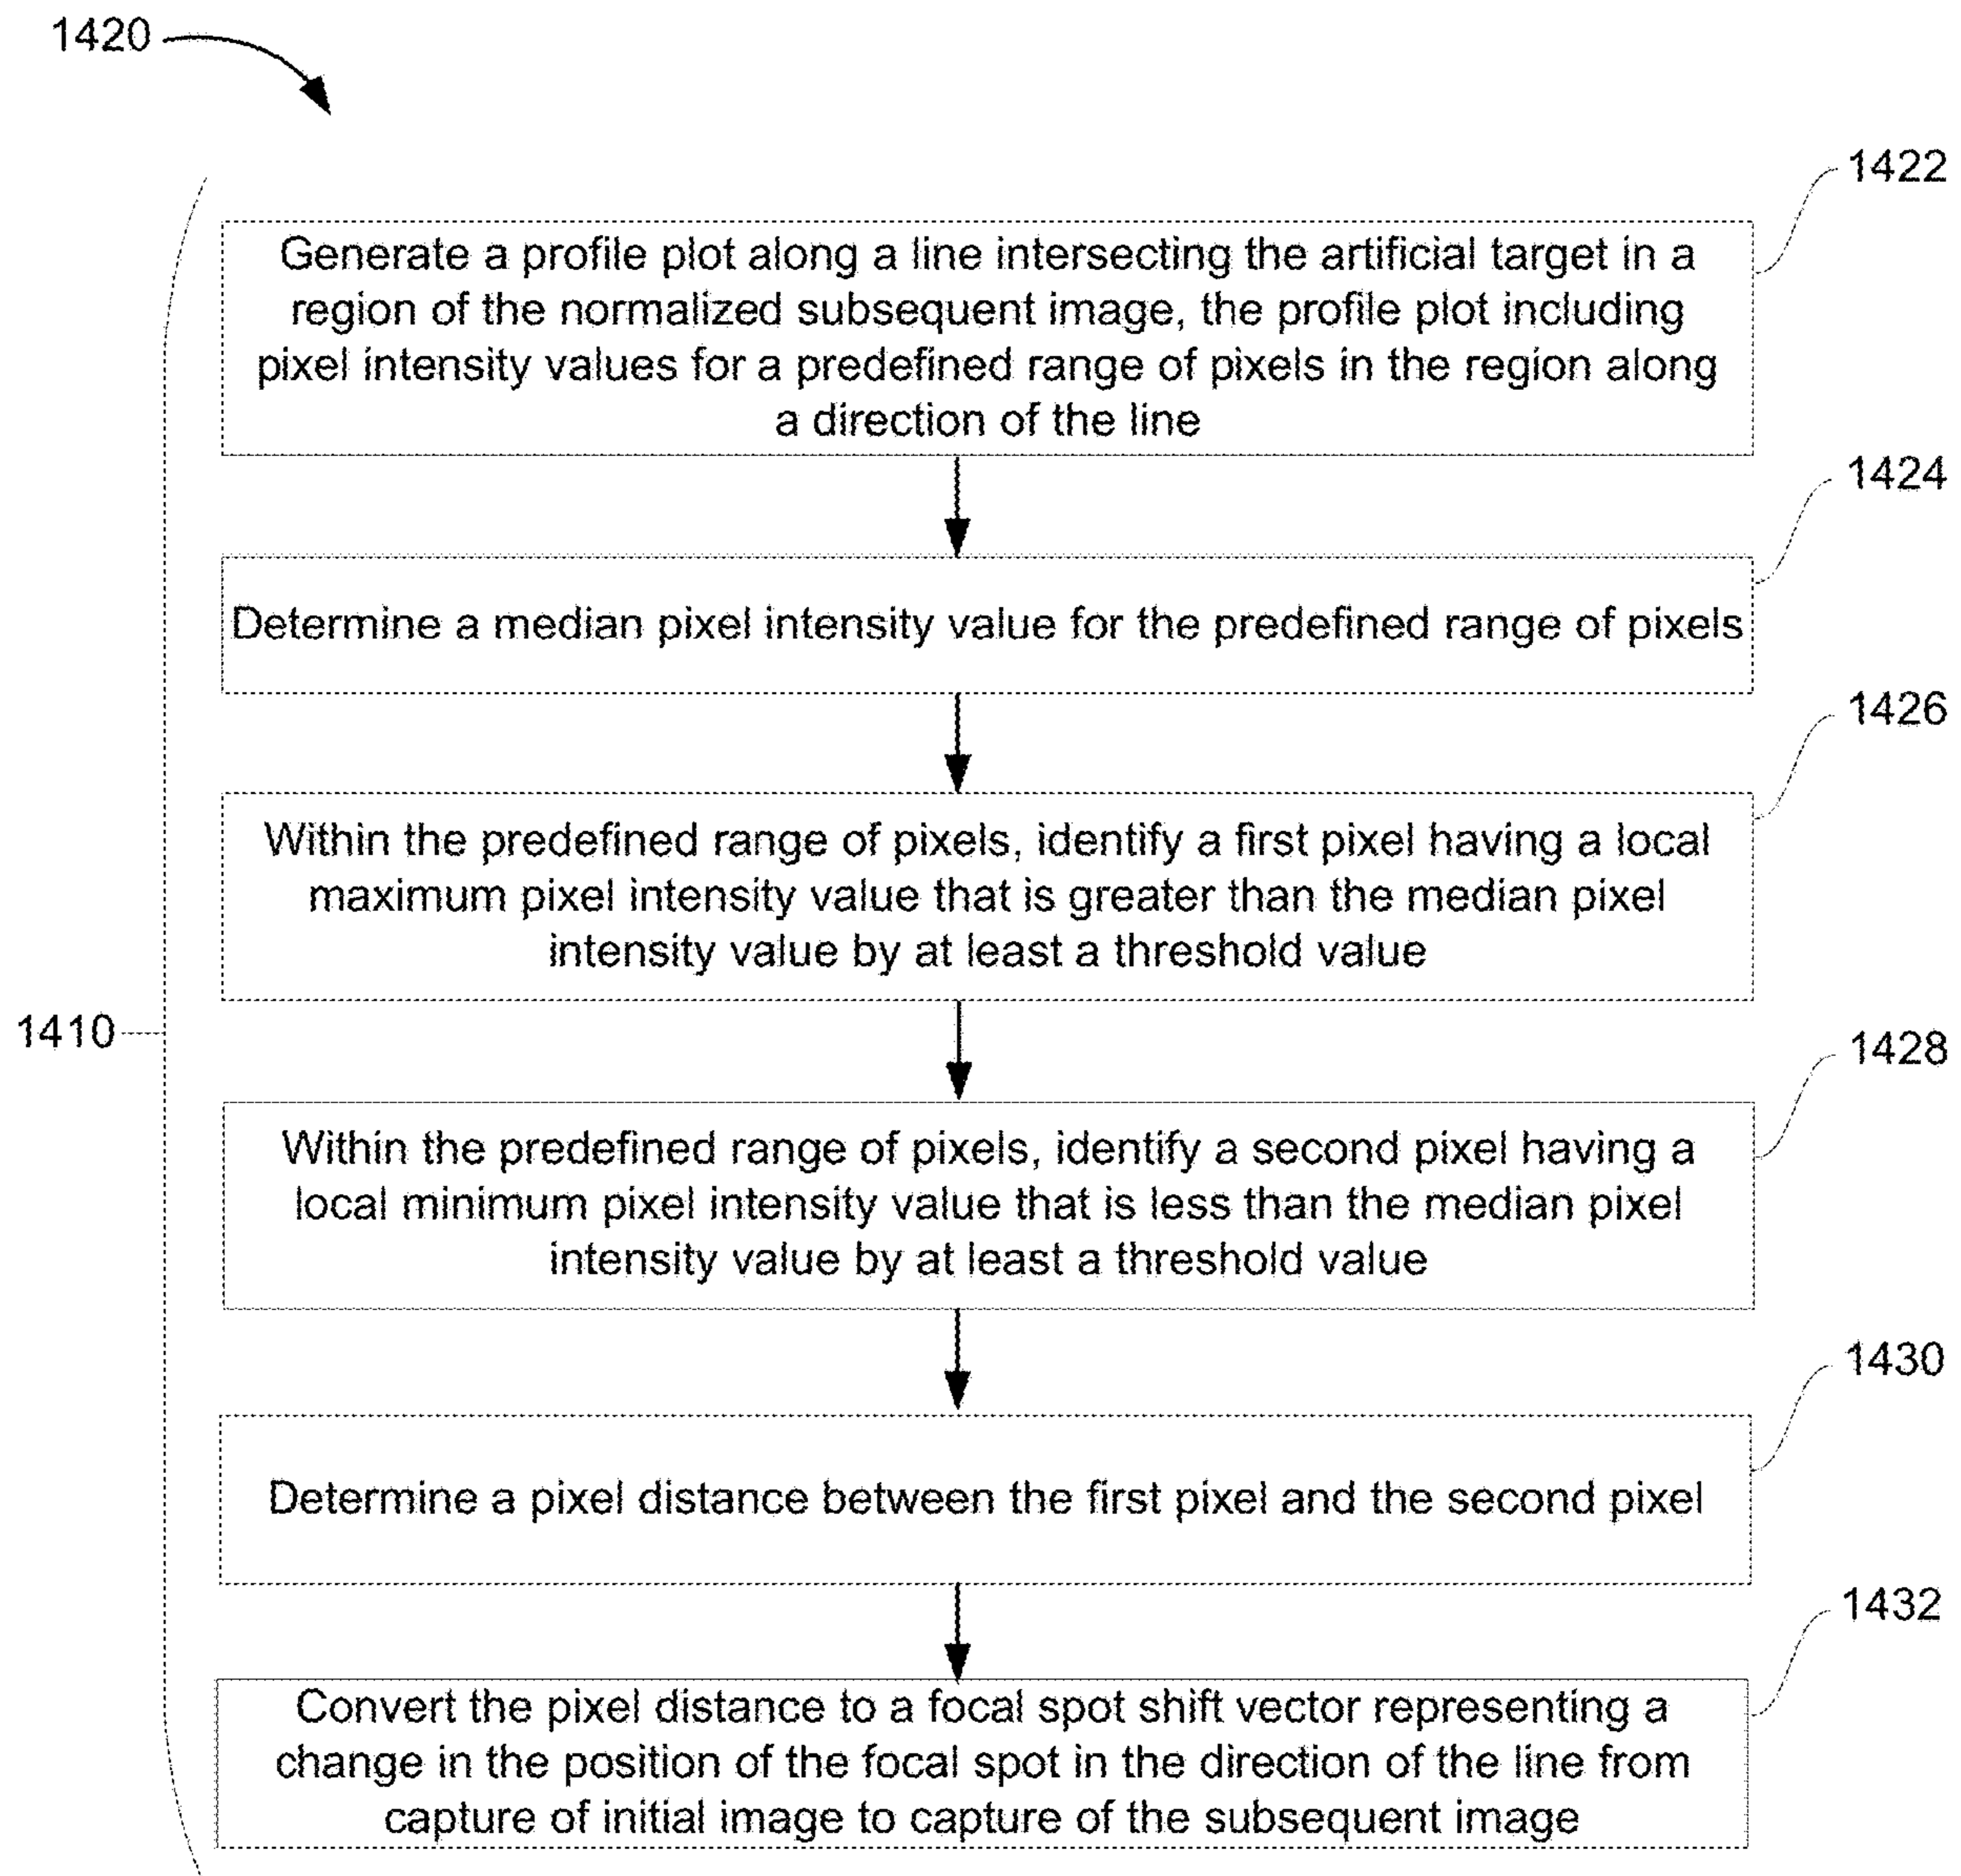 1420
1422
Generate a profile plot along a line intersecting the artificial target in a
region of the normalized subsequent image, the profile plot including
pixel intensity values for a predefined range of pixels in the region along
a direction of the line
1424
Determine a median pixel intensity value for the predefined range of pixels
1426
Within the predefined range of pixels, identify a first pixel having a local
maximum pixel intensity value that is greater than the median pixel
intensity value by at least a threshold value
1410
1428
Within the predefined range of pixels, identify a second pixel having a
local minimum pixel intensity value that is less than the median pixel
intensity value by at least a threshold value
1430
Determine a pixel distance between the first pixel and the second pixel
1432
Convert the pixel distance to a focal spot shift vector representing a
change in the position of the focal spot in the direction of the line from
capture of initial image to capture of the subsequent image